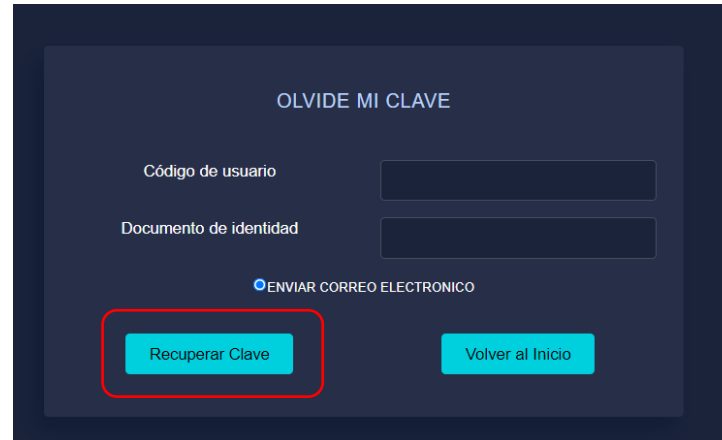 OLVIDE MI CLAVE
Código de usuario
Documento de identidad
ENVIAR CORREO ELECTRONICO
Recuperar Clave
Volver al Inicio